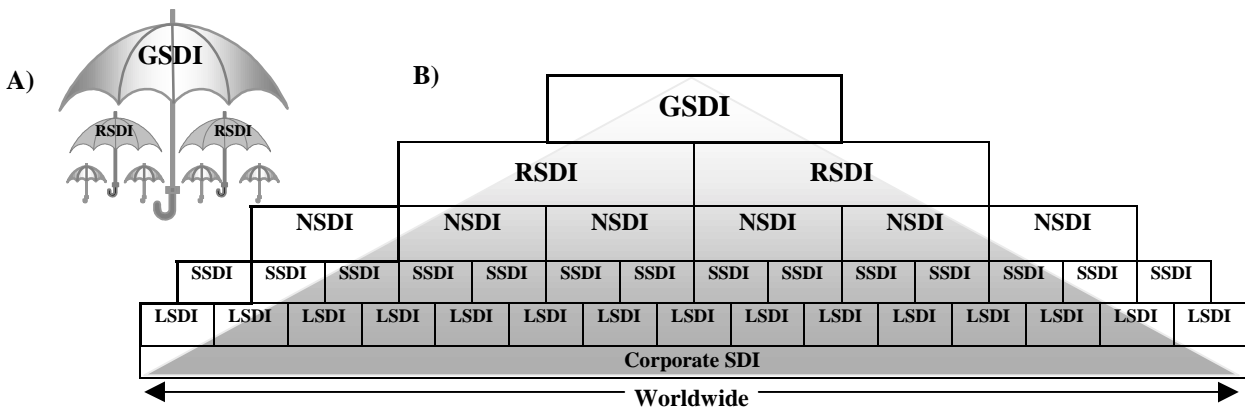 A)
GSDI
RSDI RSDI
B)
GSDI
RSDI RSDI
NSDI NSDI NSDI NSDI NSDI NSDI
SSDI SSDI SSDI SSDI SSDI SSDI SSDI SSDI SSDI SSDI SSDI SSDI SSDI SSDI
LSDI LSDI LSDI LSDI LSDI LSDI LSDI LSDI LSDI LSDI LSDI LSDI LSDI LSDI LSDI
Corporate SDI
Worldwide